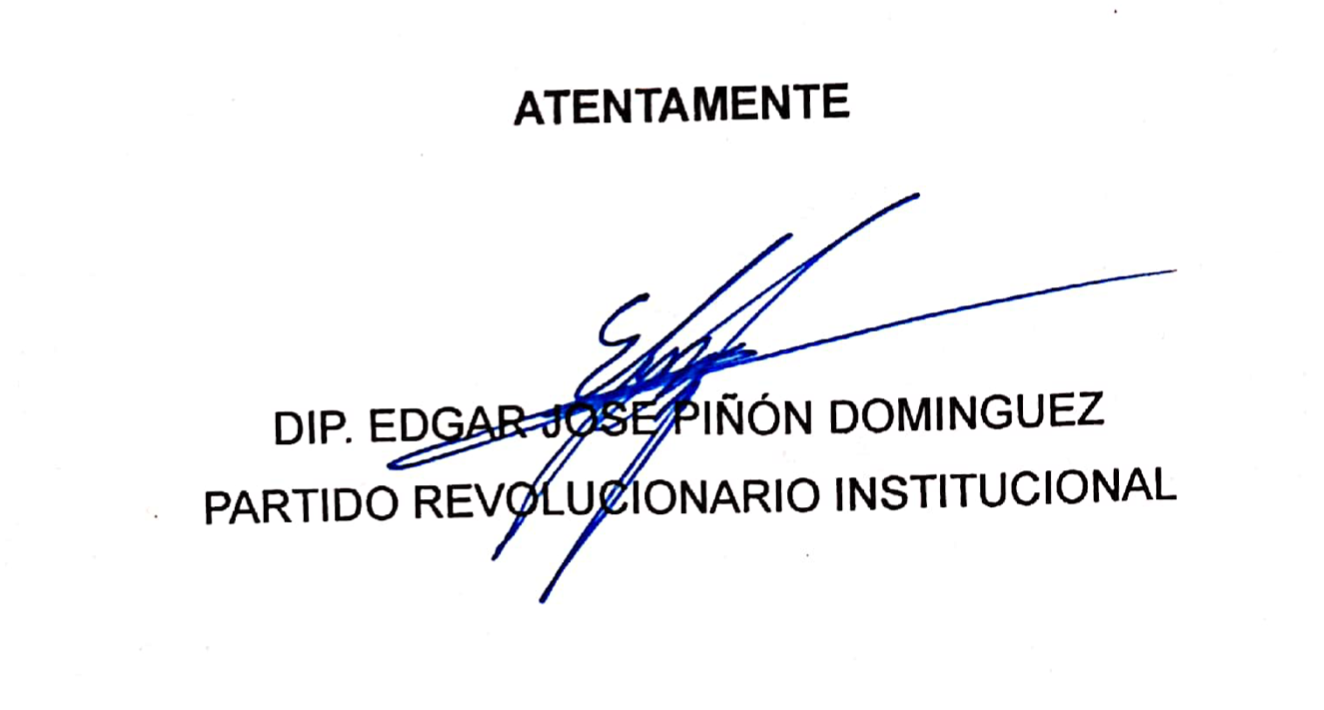 ATENTAMENTE
DIP. EDGAR JOSE PIÑÓN DOMINGUEZ
PARTIDO REVOLUCIONARIO INSTITUCIONAL